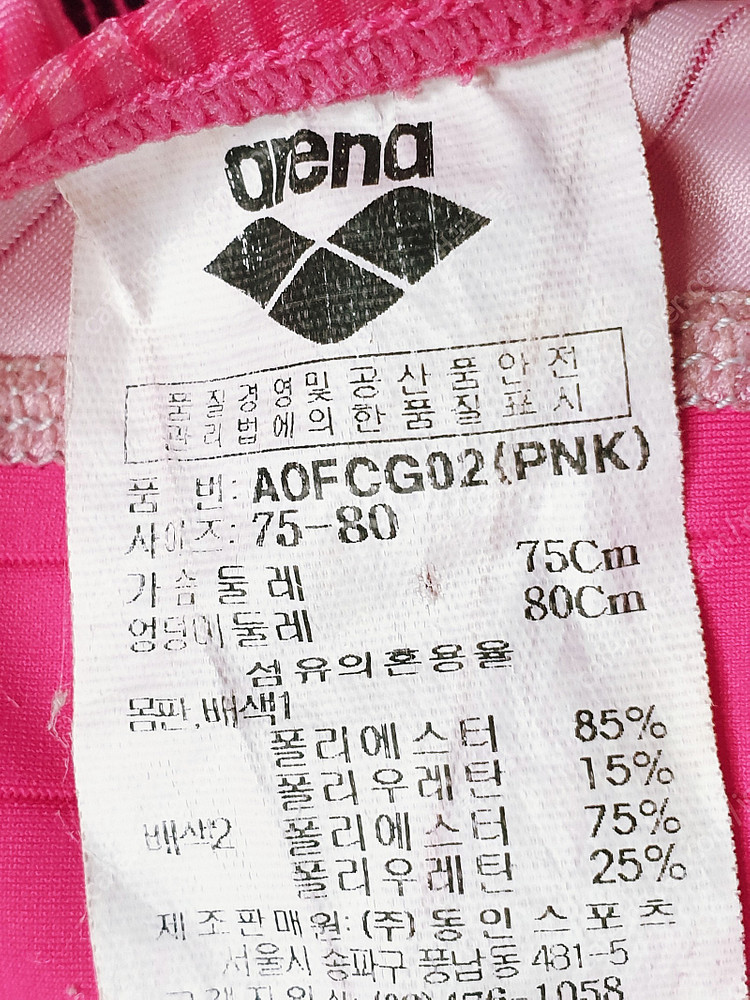 arena
품질경영및공산품안전
관리법에의한품질표시
품 번: AOFCG02(PNK)
사이즈: 75-80
가슴둘레 75Cm
엉덩이둘레 80Cm
섬유의혼용율
몸판,배색1
폴리에스터 85%
폴리우레탄 15%
배색2 폴리에스터 75%
폴리우레탄 25%
제조판매원: (주)동인스포츠
서울시 송파구 풍납동 481-5